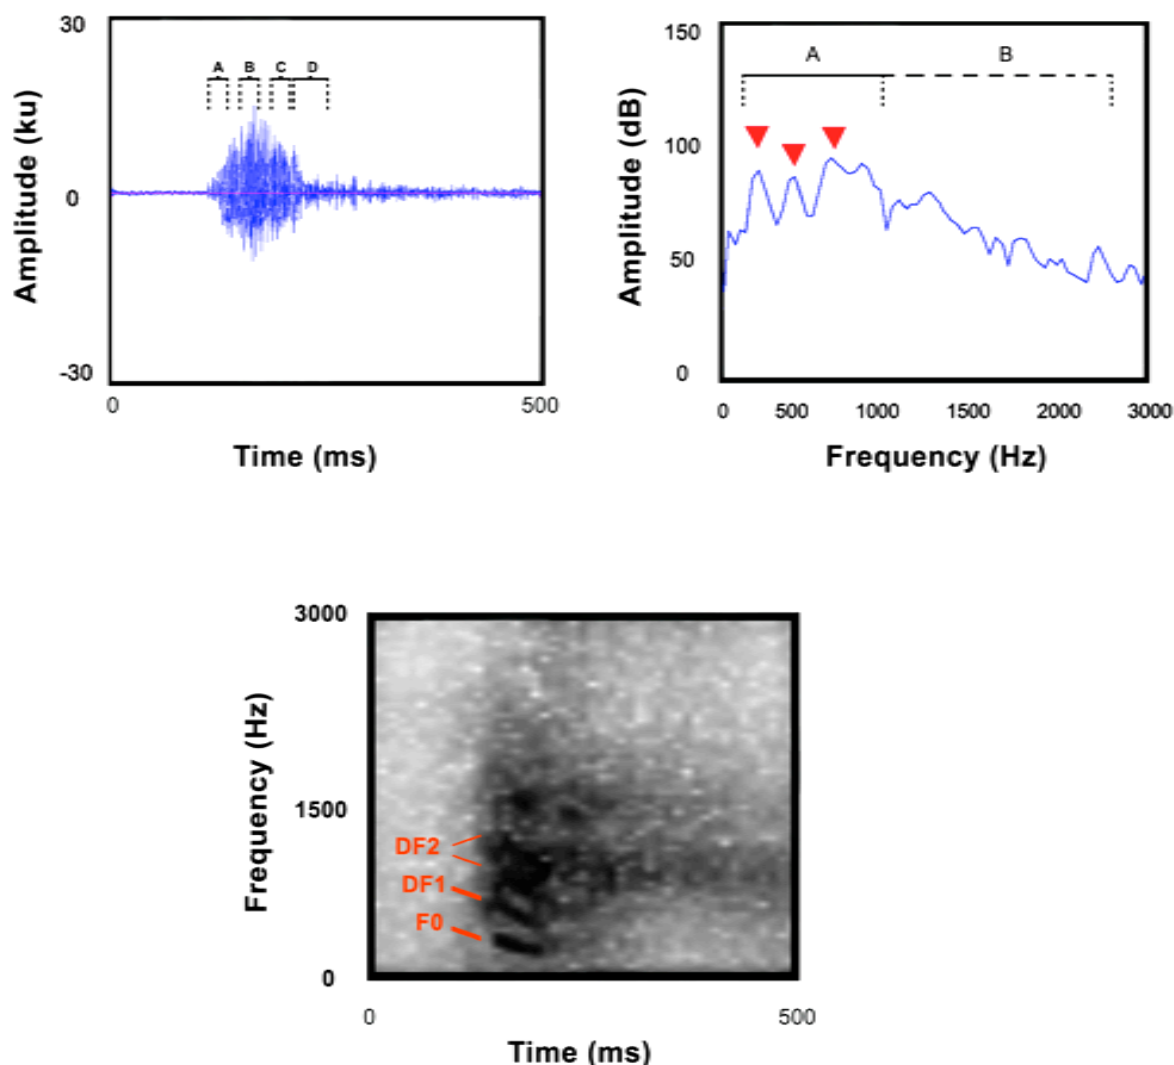 30
0
-30
Amplitude (ku)
A B C D
0 500
Time (ms)
150
100
50
0
Amplitude (dB)
A B
0 500 1000 1500 2000 3000
Frequency (Hz)
3000
1500
0
Frequency (Hz)
DF2
DF1
F0
0 500
Time (ms)